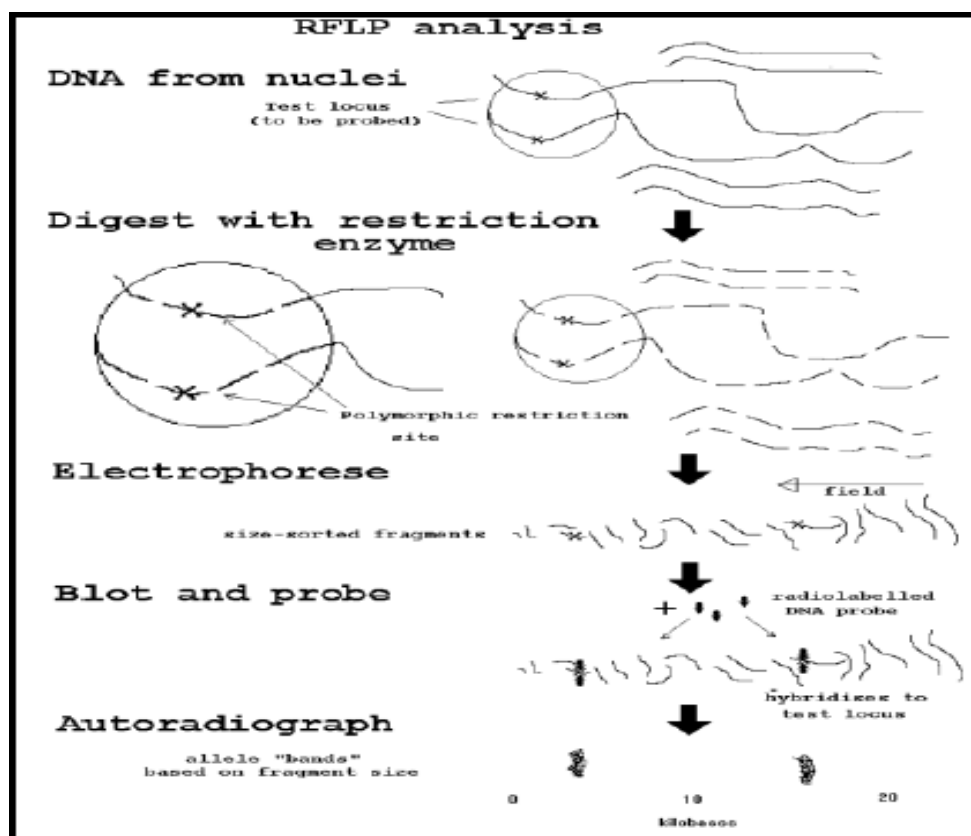 RFLP analysis
DNA from nuclei
Test locus
(to be probed)
Digest with restriction
enzyme
Polymorphic restriction
site
Electrophorese
field
size-sorted fragments
Blot and probe
+
radiolabelled
DNA probe
hybridises to
test locus
Autoradiograph
allele "bands"
based on fragment size
0 10 20
kilobases